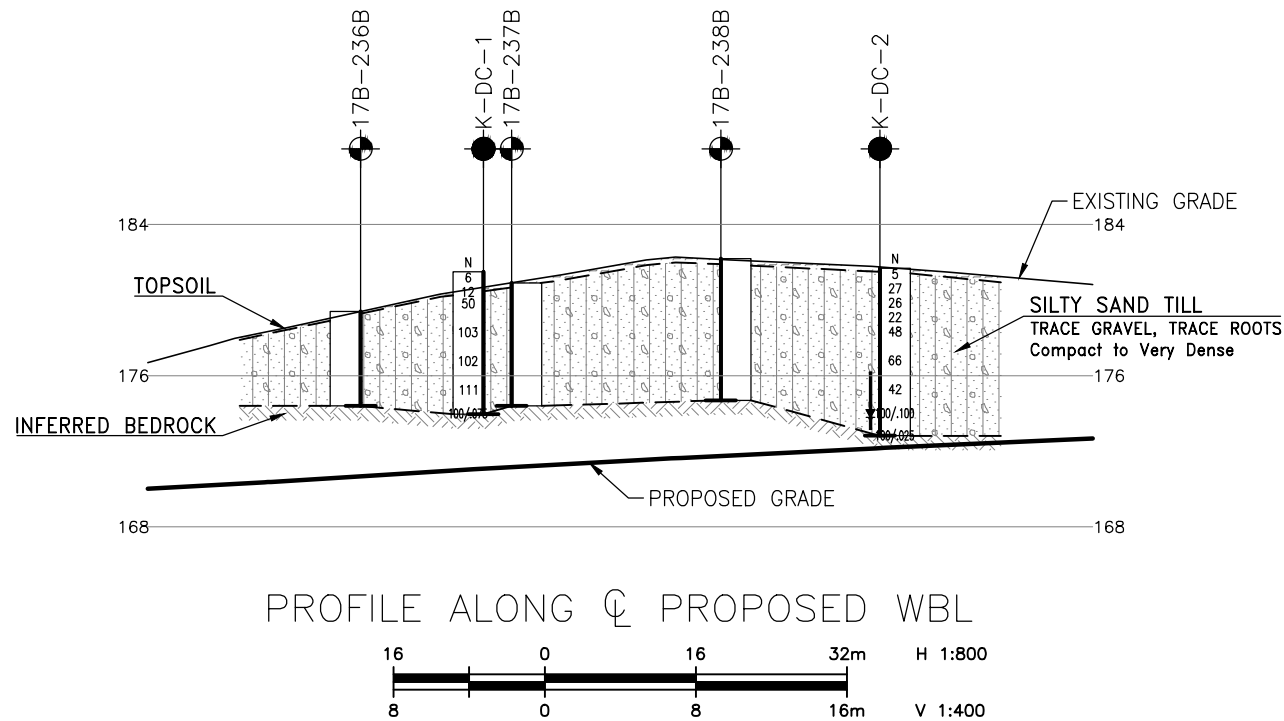 17B-236B
K-DC-1
17B-237B
17B-238B
K-DC-2
EXISTING GRADE
184
184
TOPSOIL
N
6
12
50
103
102
111
100/.075
N
5
27
26
22
48
66
42
100/.100
100/.025
SILTY SAND TILL
TRACE GRAVEL, TRACE ROOTS
Compact to Very Dense
176
176
INFERRED BEDROCK
PROPOSED GRADE
168
168
PROFILE ALONG ℄ PROPOSED WBL
16 0 16 32m H 1:800
8 0 8 16m V 1:400